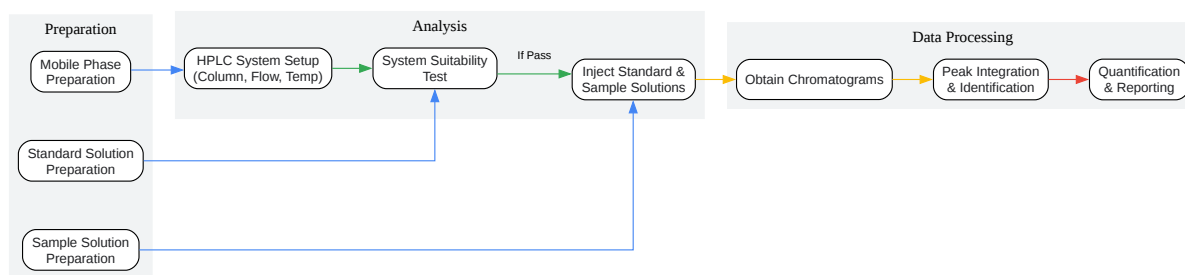 Preparation
Mobile Phase
Preparation
Standard Solution
Preparation
Sample Solution
Preparation
Analysis
HPLC System Setup
(Column, Flow, Temp)
System Suitability
Test
If Pass
Inject Standard &
Sample Solutions
Data Processing
Obtain Chromatograms
Peak Integration
& Identification
Quantification
& Reporting